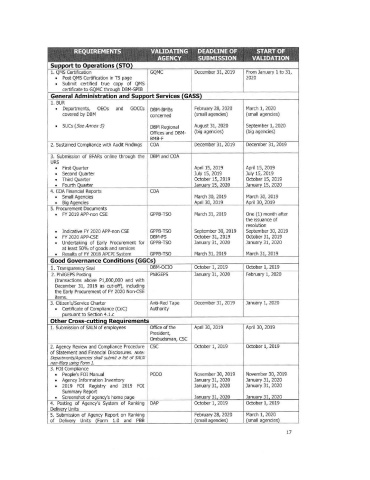 REQUIREMENTS VALIDATING AGENCY DEADLINE OF SUBMISSION START OF VALIDATION
Support to Operations (STO)
1. QMS Certification GQMC December 31, 2019 From January 1 to 31, 2020
• Post QMS Certification in TS page
• Submit certified true copy of QMS certificate to GQMC through DBM-SPIB
General Administration and Support Services (GASS)
1. BUR
• Departments, OEOs and GOCCs covered by DBM DBM-BMBs concerned February 28, 2020 (small agencies) March 1, 2020 (small agencies)
• SUCs (See Annex 5) DBM Regional Offices and DBM-BMB-F August 31, 2020 (big agencies) September 1, 2020 (big agencies)
2. Sustained Compliance with Audit Findings COA December 31, 2019 December 31, 2019
3. Submission of BFARs online through the URS DBM and COA
• First Quarter April 15, 2019 April 15, 2019
• Second Quarter July 15, 2019 July 15, 2019
• Third Quarter October 15, 2019 October 15, 2019
• Fourth Quarter January 15, 2020 January 15, 2020
4. COA Financial Reports COA
• Small Agencies March 30, 2019 March 30, 2019
• Big Agencies April 30, 2019 April 30, 2019
5. Procurement Documents
• FY 2019 APP-non CSE GPPB-TSO March 31, 2019 One (1) month after the issuance of resolution
• Indicative FY 2020 APP-non CSE GPPB-TSO September 30, 2019 September 30, 2019
• FY 2020 APP-CSE DBM-PS October 31, 2019 October 31, 2019
• Undertaking of Early Procurement for at least 50% of goods and services GPPB-TSO January 31, 2020 January 31, 2020
• Results of FY 2018 APCPI System GPPB-TSO March 31, 2019 March 31, 2019
Good Governance Conditions (GGCs)
1. Transparency Seal DBM-OCIO October 1, 2019 October 1, 2019
2. PhilGEPS Posting PhilGEPS January 31, 2020 February 1, 2020
(transactions above P1,000,000 and with December 31, 2019 as cut-off), including the Early Procurement of FY 2020 Non-CSE items.
3. Citizen's/Service Charter Anti-Red Tape Authority December 31, 2019 January 1, 2020
• Certificate of Compliance (CoC) pursuant to Section 4.1.c
Other Cross-cutting Requirements
1. Submission of SALN of employees Office of the President, Ombudsman, CSC April 30, 2019 April 30, 2019
2. Agency Review and Compliance Procedure of Statement and Financial Disclosures. CSC October 1, 2019 October 1, 2019
3. FOI Compliance
• People's FOI Manual PCOO November 30, 2019 November 30, 2019
• Agency Information Inventory January 31, 2020 January 31, 2020
• 2019 FOI Registry and 2019 FOI Summary Report January 31, 2020 January 31, 2020
• Screenshot of agency's home page January 31, 2020 January 31, 2020
4. Posting of Agency's System of Ranking Delivery Units DAP October 1, 2019 October 1, 2019
5. Submission of Agency Report on Ranking of Delivery Units (Form 1.0 and PBB February 28, 2020 (small agencies) March 1, 2020 (small agencies)
17